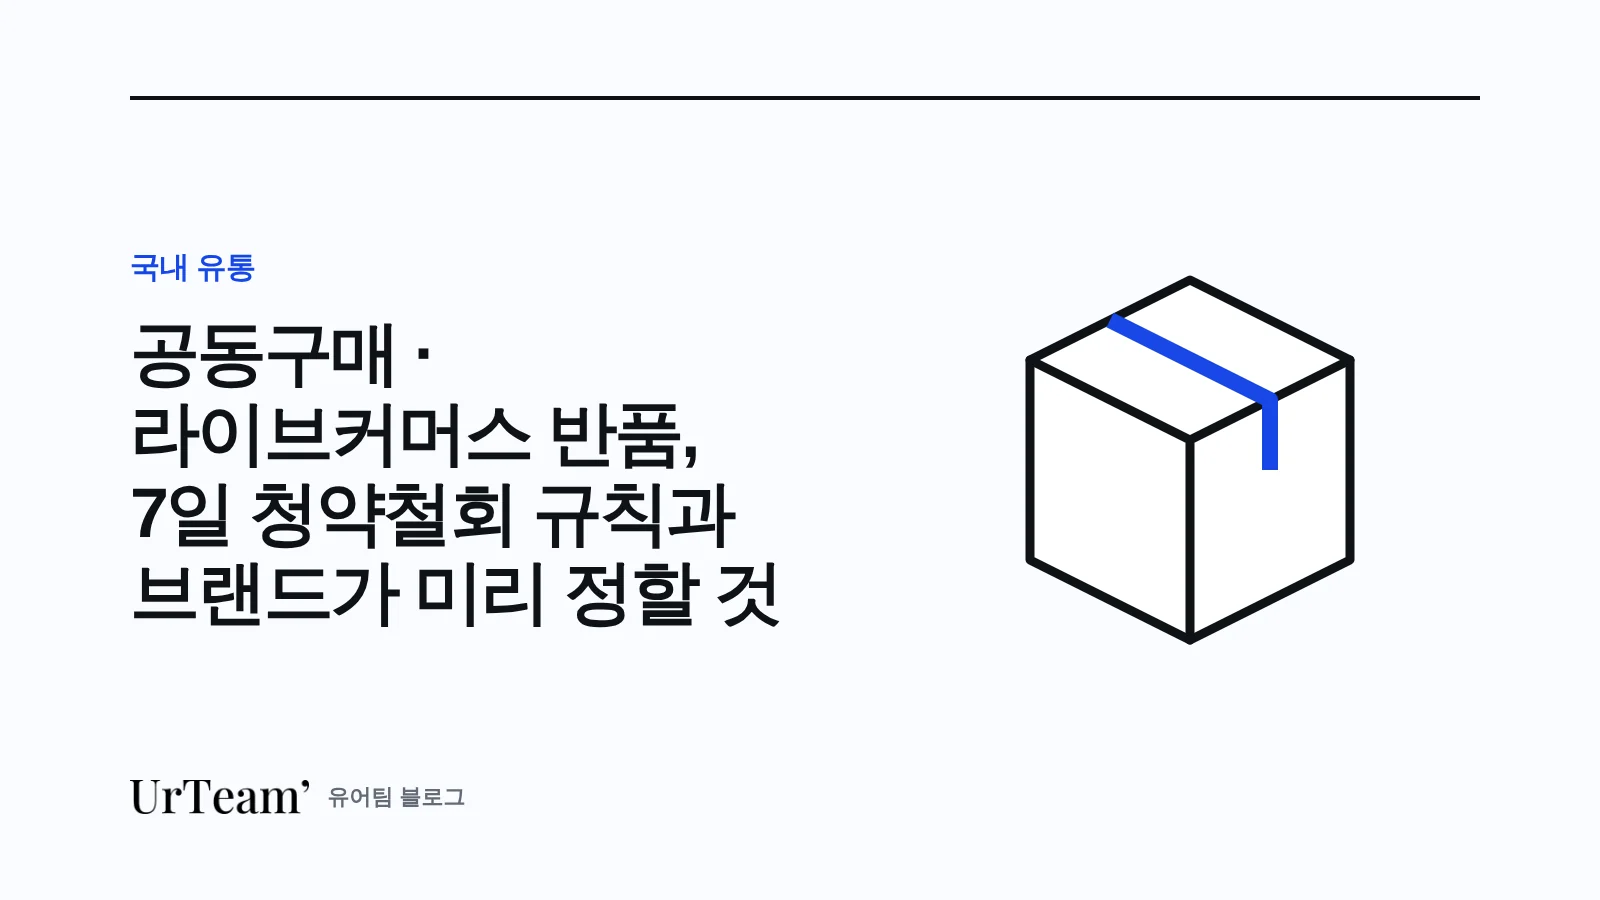 국내 유통
공동구매 ·
라이브커머스 반품,
7일 청약철회 규칙과
브랜드가 미리 정할 것
UrTeam’ 유어팀 블로그